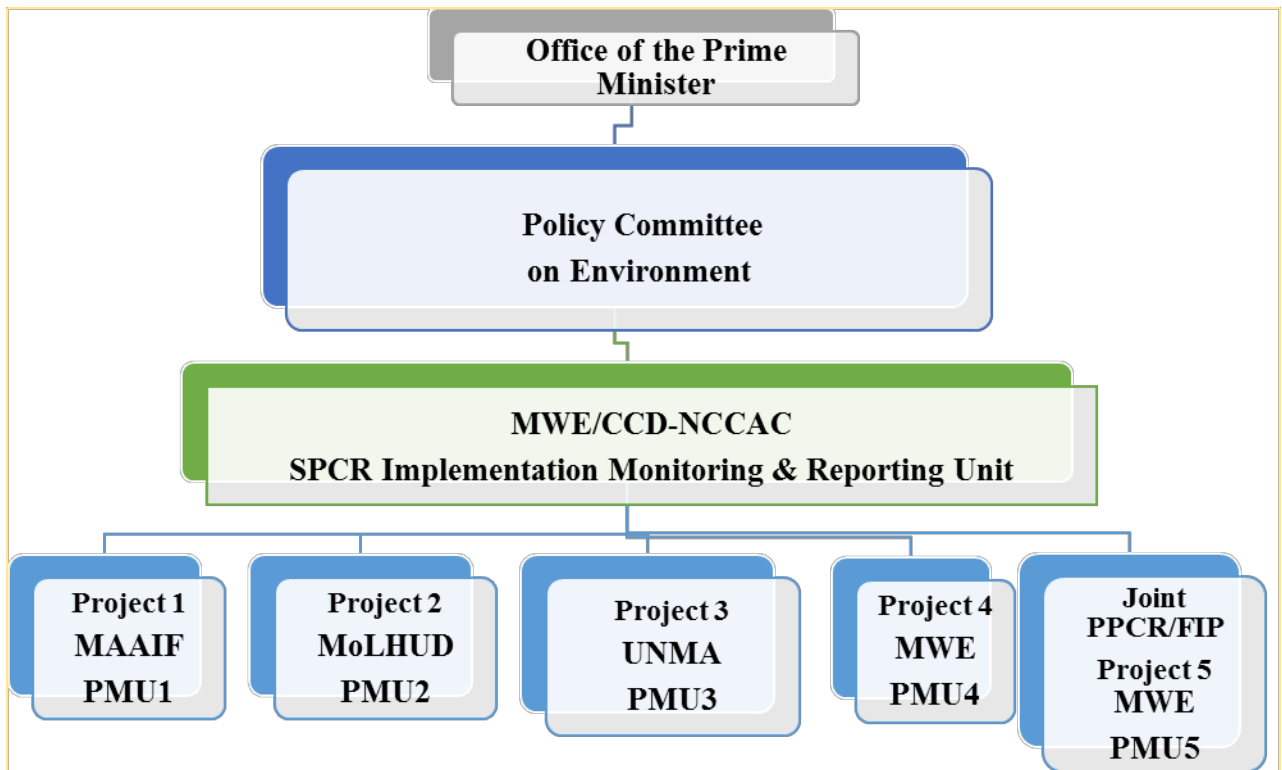 Office of the Prime
Minister
Policy Committee
on Environment
MWE/CCD-NCCAC
SPCR Implementation Monitoring & Reporting Unit
Project 1
MAAIF
PMU1
Project 2
MoLHUD
PMU2
Project 3
UNMA
PMU3
Project 4
MWE
PMU4
Joint
PPCR/FIP
Project 5
MWE
PMU5